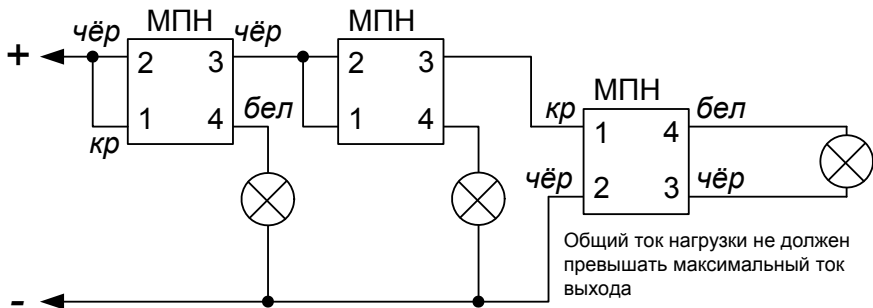 МПН МПН
чёр чёр
+ 2 3 2 3
МПН
бел кр бел
1 4 1 4 1 4
кр
чёр чёр
2 3
Общий ток нагрузки не должен
превышать максимальный ток
выхода
-